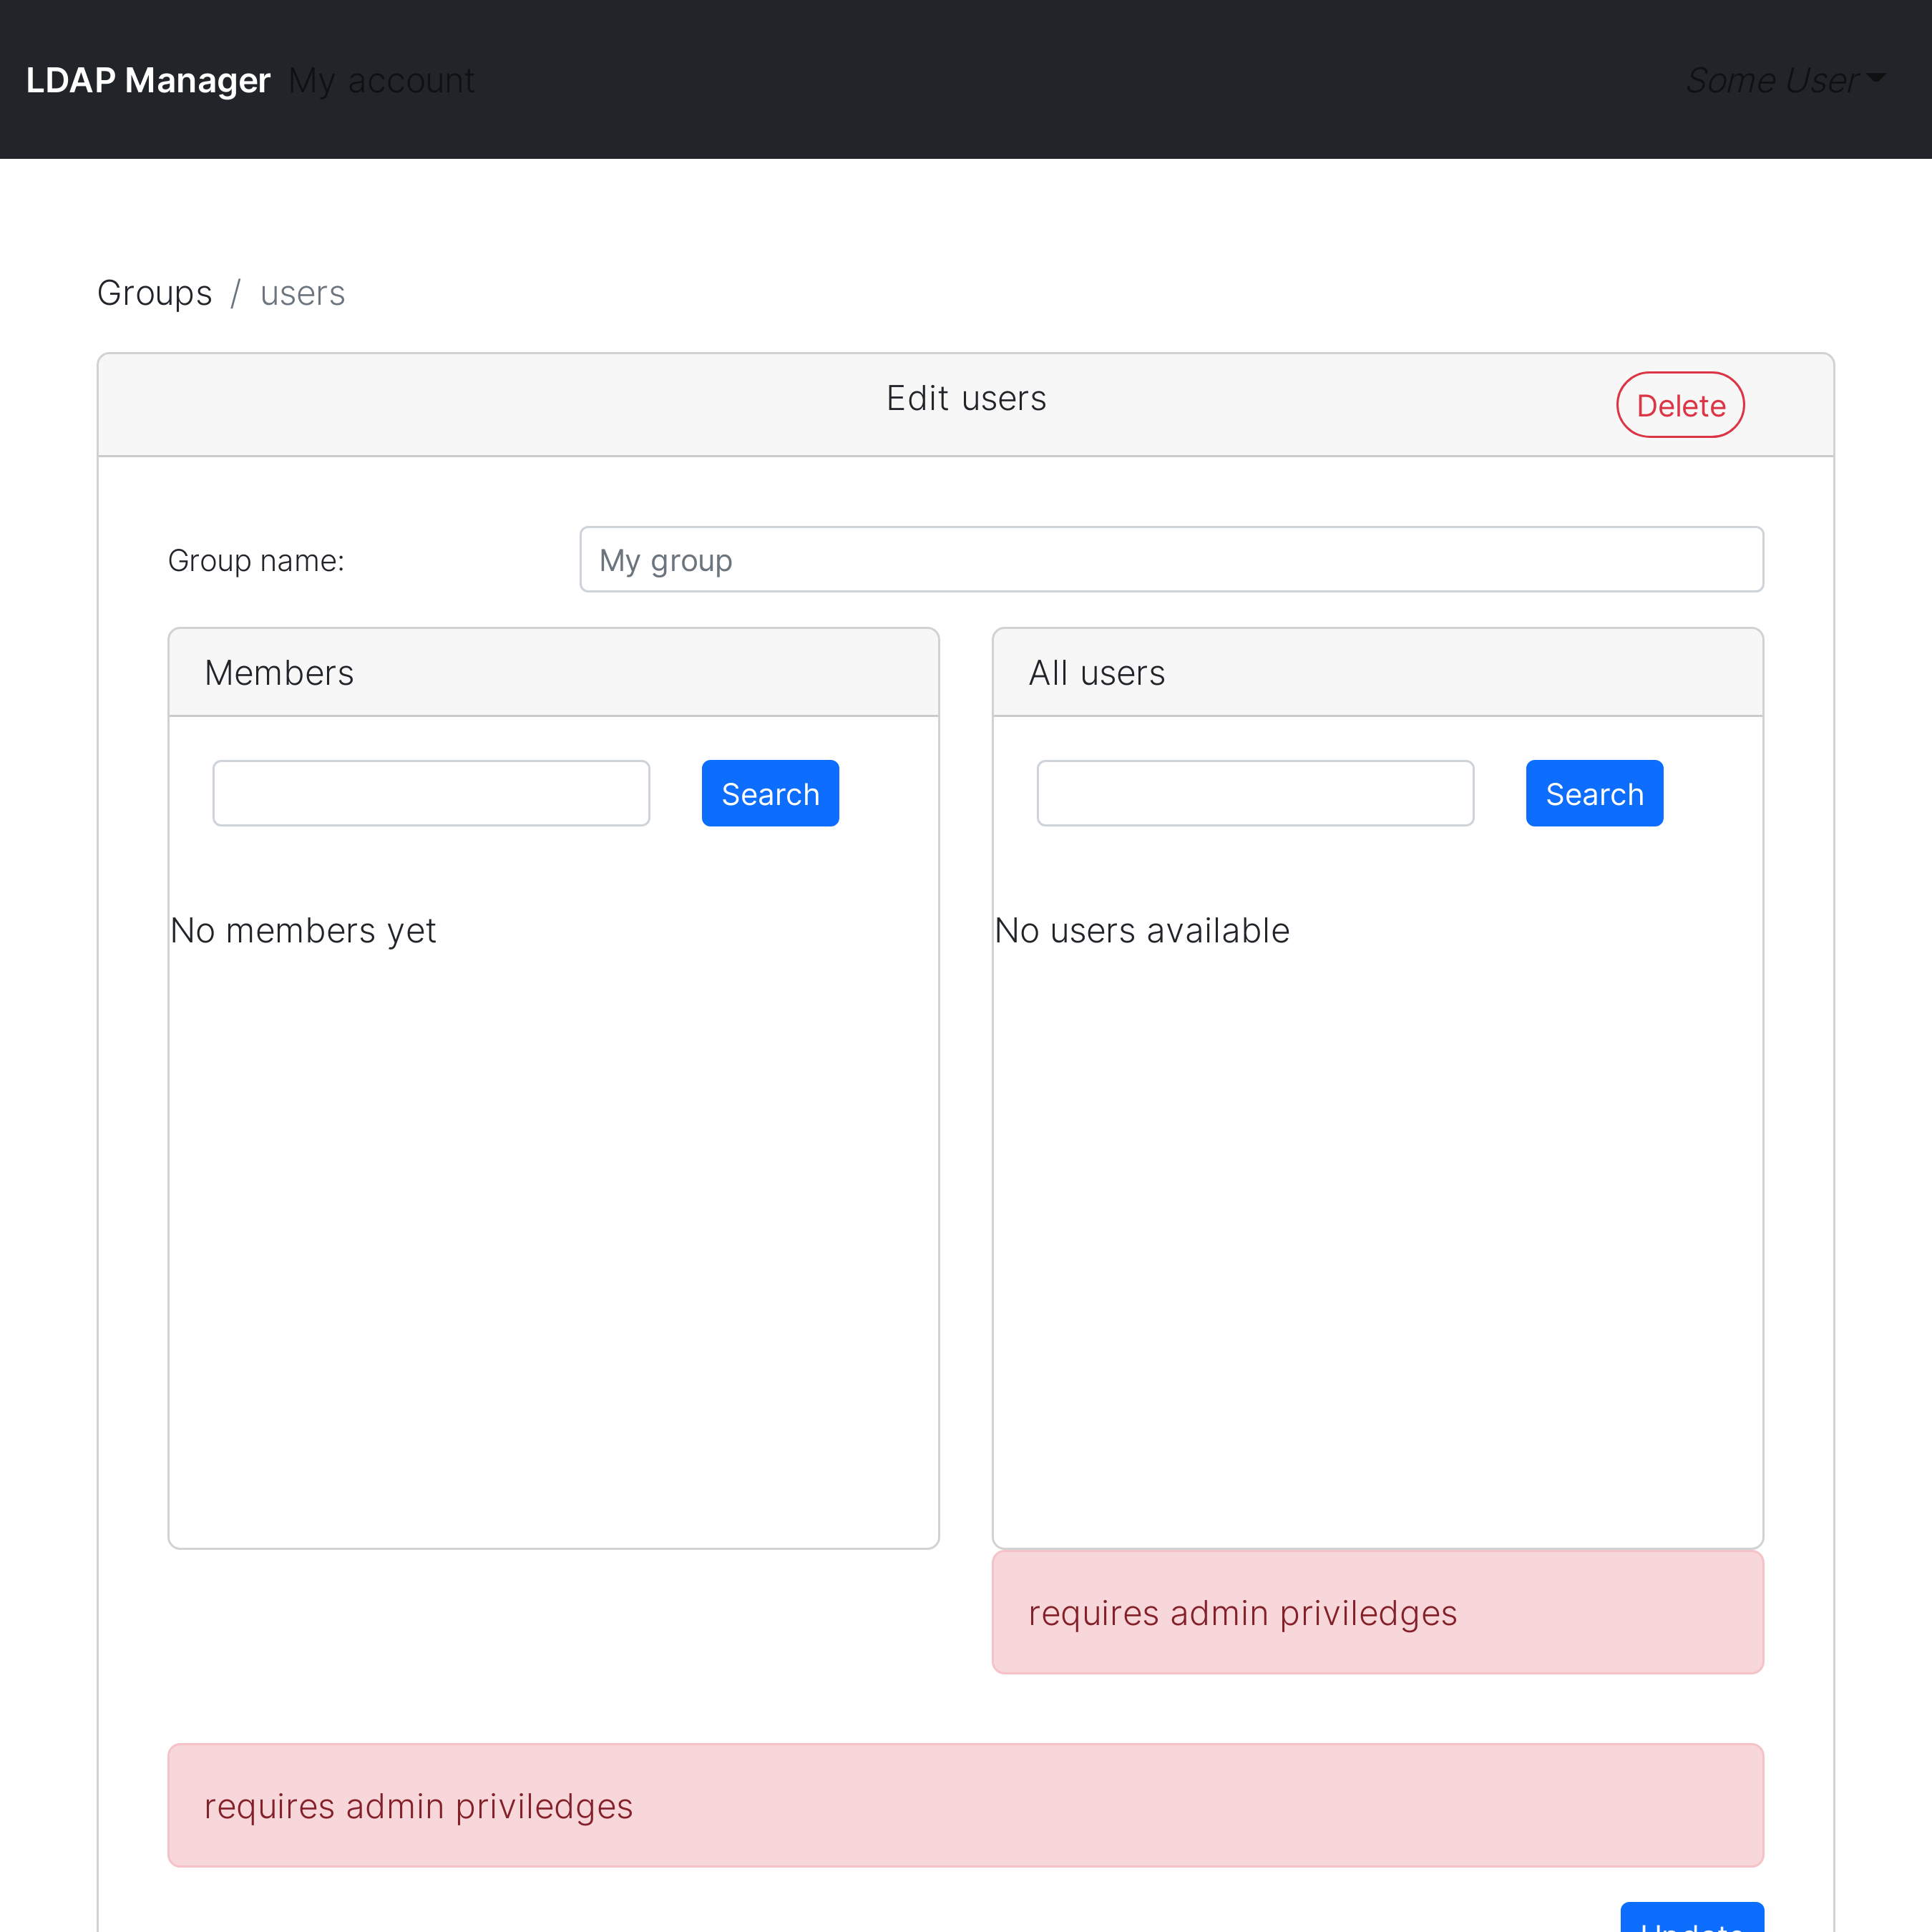 LDAP Manager My account Some User
Groups / users
Edit users Delete
Group name: My group
Members
All users
Search
Search
No members yet
No users available
requires admin priviledges
requires admin priviledges
Update